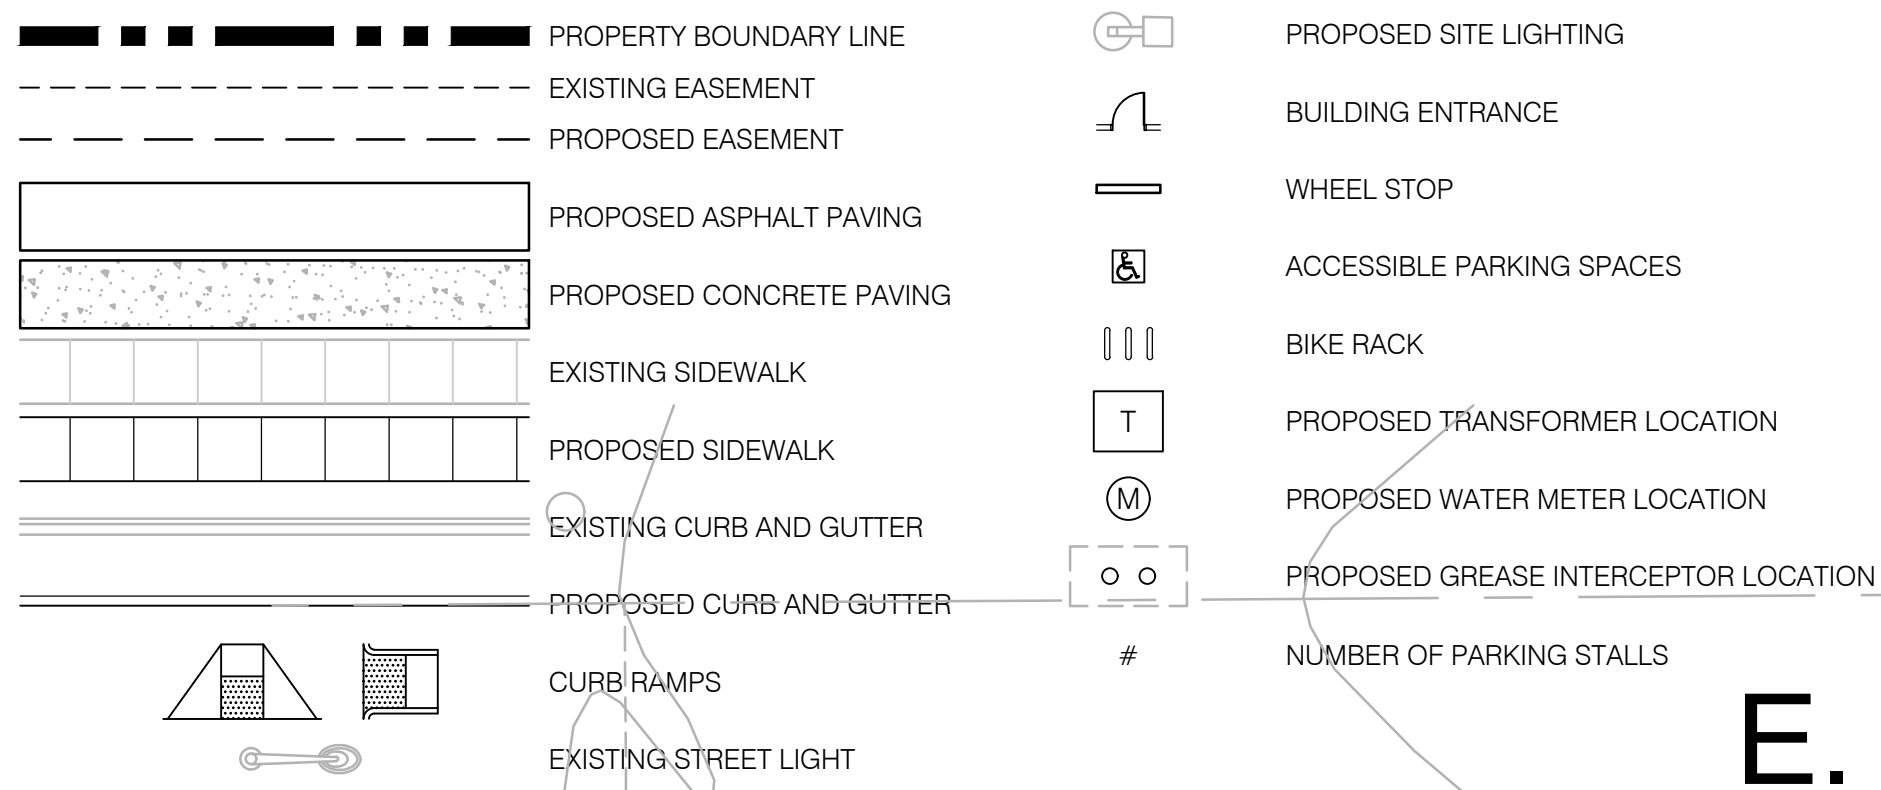 PROPERTY BOUNDARY LINE
EXISTING EASEMENT
PROPOSED EASEMENT
PROPOSED ASPHALT PAVING
PROPOSED CONCRETE PAVING
EXISTING SIDEWALK
PROPOSED SIDEWALK
EXISTING CURB AND GUTTER
PROPOSED CURB AND GUTTER
CURB RAMPS
EXISTING STREET LIGHT
PROPOSED SITE LIGHTING
BUILDING ENTRANCE
WHEEL STOP
ACCESSIBLE PARKING SPACES
BIKE RACK
T PROPOSED TRANSFORMER LOCATION
M PROPOSED WATER METER LOCATION
PROPOSED GREASE INTERCEPTOR LOCATION
# NUMBER OF PARKING STALLS
E.